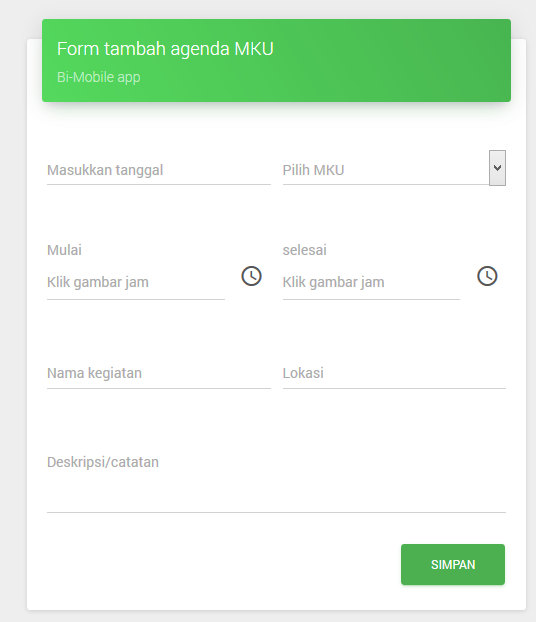 Form tambah agenda MKU
Bi-Mobile app
Masukkan tanggal
Pilih MKU
Mulai
selesai
Klik gambar jam
Klik gambar jam
Nama kegiatan
Lokasi
Deskripsi/catatan
SIMPAN